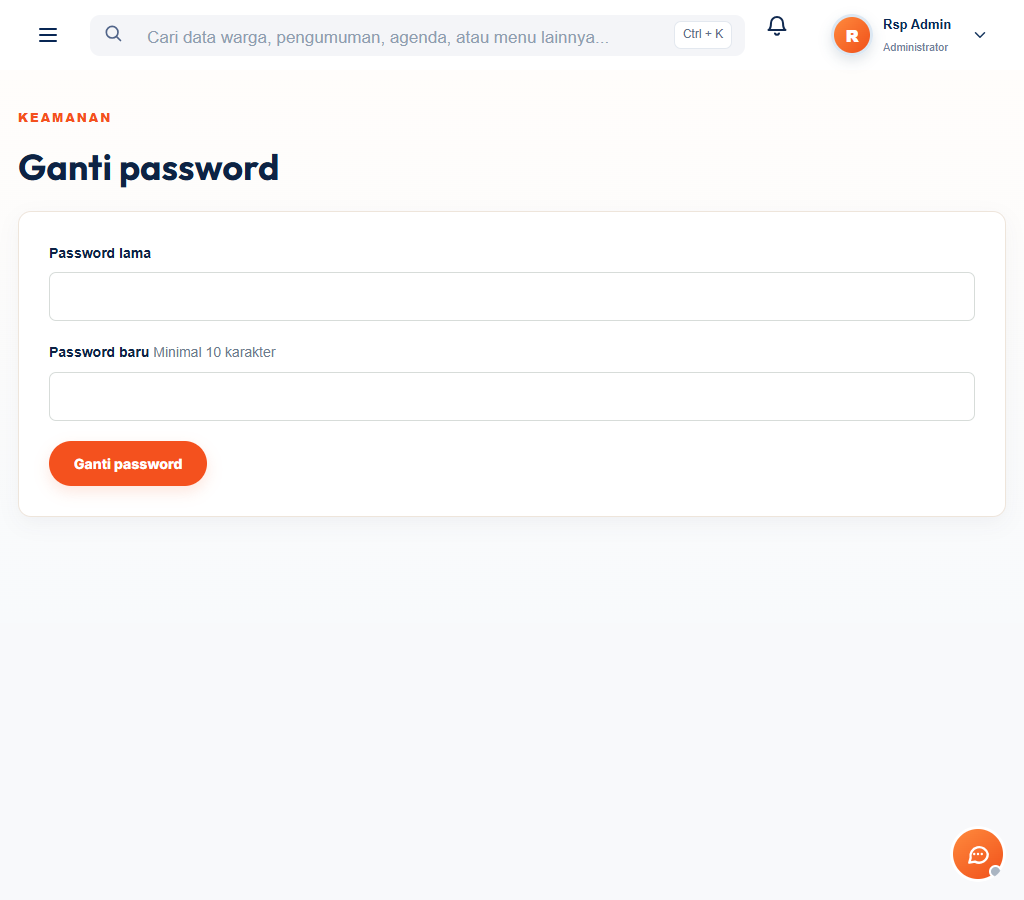 Cari data warga, pengumuman, agenda, atau menu lainnya...
Ctrl + K
R
Rsp Admin
Administrator
KEAMANAN
Ganti password
Password lama
Password baru Minimal 10 karakter
Ganti password